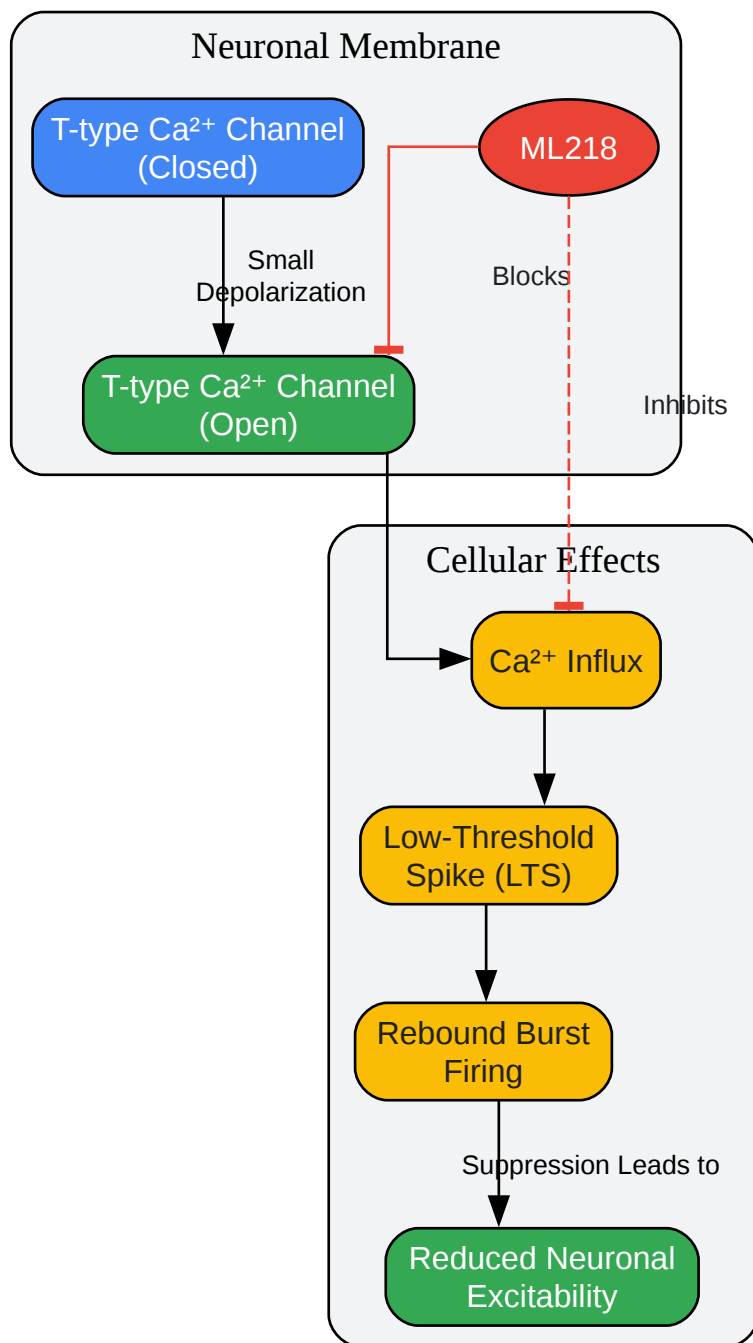 Neuronal Membrane
T-type Ca²⁺ Channel
(Closed)
ML218
Small
Depolarization
Blocks
T-type Ca²⁺ Channel
(Open)
Inhibits
Cellular Effects
Ca²⁺ Influx
Low-Threshold
Spike (LTS)
Rebound Burst
Firing
Suppression Leads to
Reduced Neuronal
Excitability